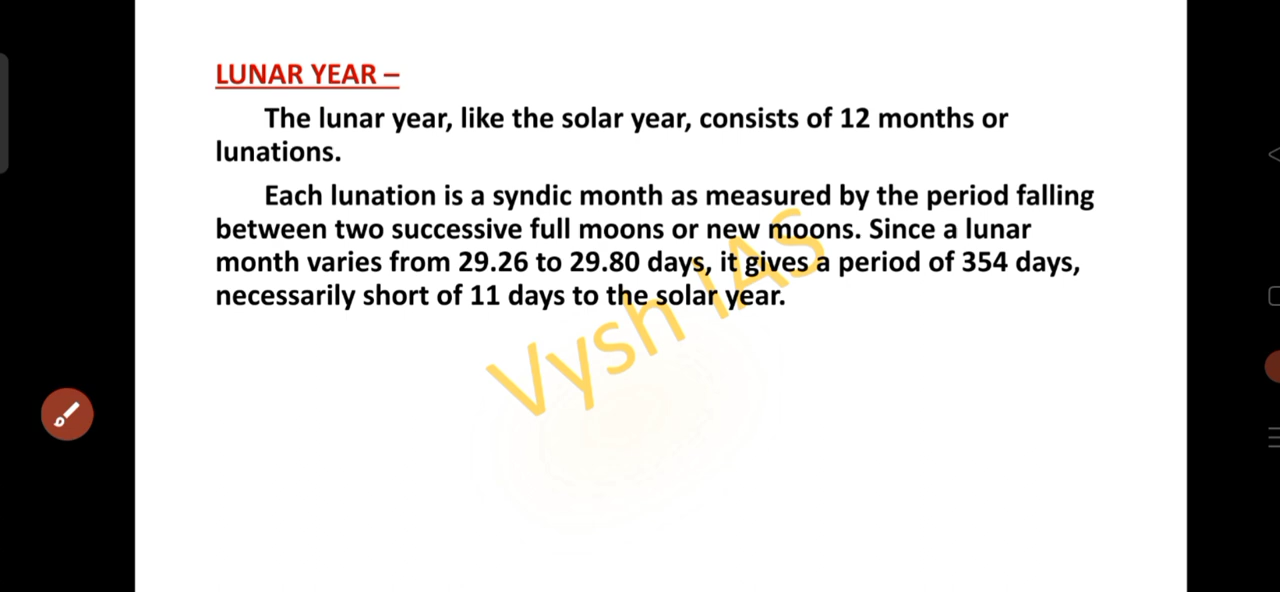 LUNAR YEAR –
The lunar year, like the solar year, consists of 12 months or
lunations.
Each lunation is a syndic month as measured by the period falling
between two successive full moons or new moons. Since a lunar
month varies from 29.26 to 29.80 days, it gives a period of 354 days,
necessarily short of 11 days to the solar year.
Vysh IAS